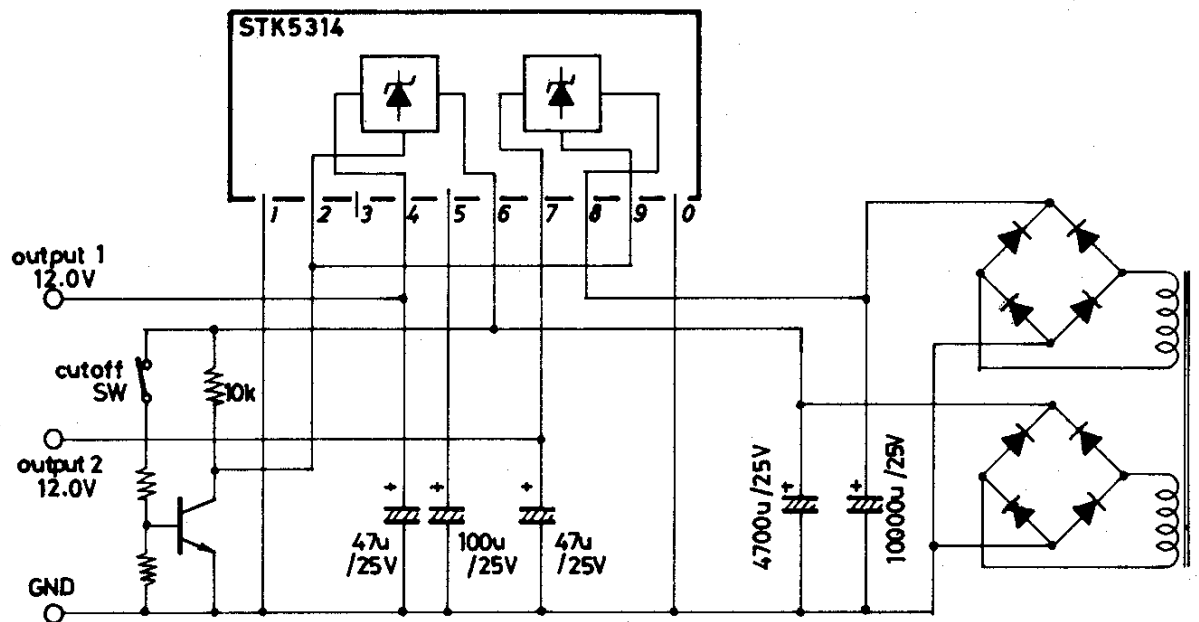 STK5314
1 2 3 4 5 6 7 8 9 0
output 1
12.0V
cutoff
SW
10k
output 2
12.0V
+
+
+
+
+
47u
/25V
100u
/25V
47u
/25V
4700u/25V
10000u/25V
GND